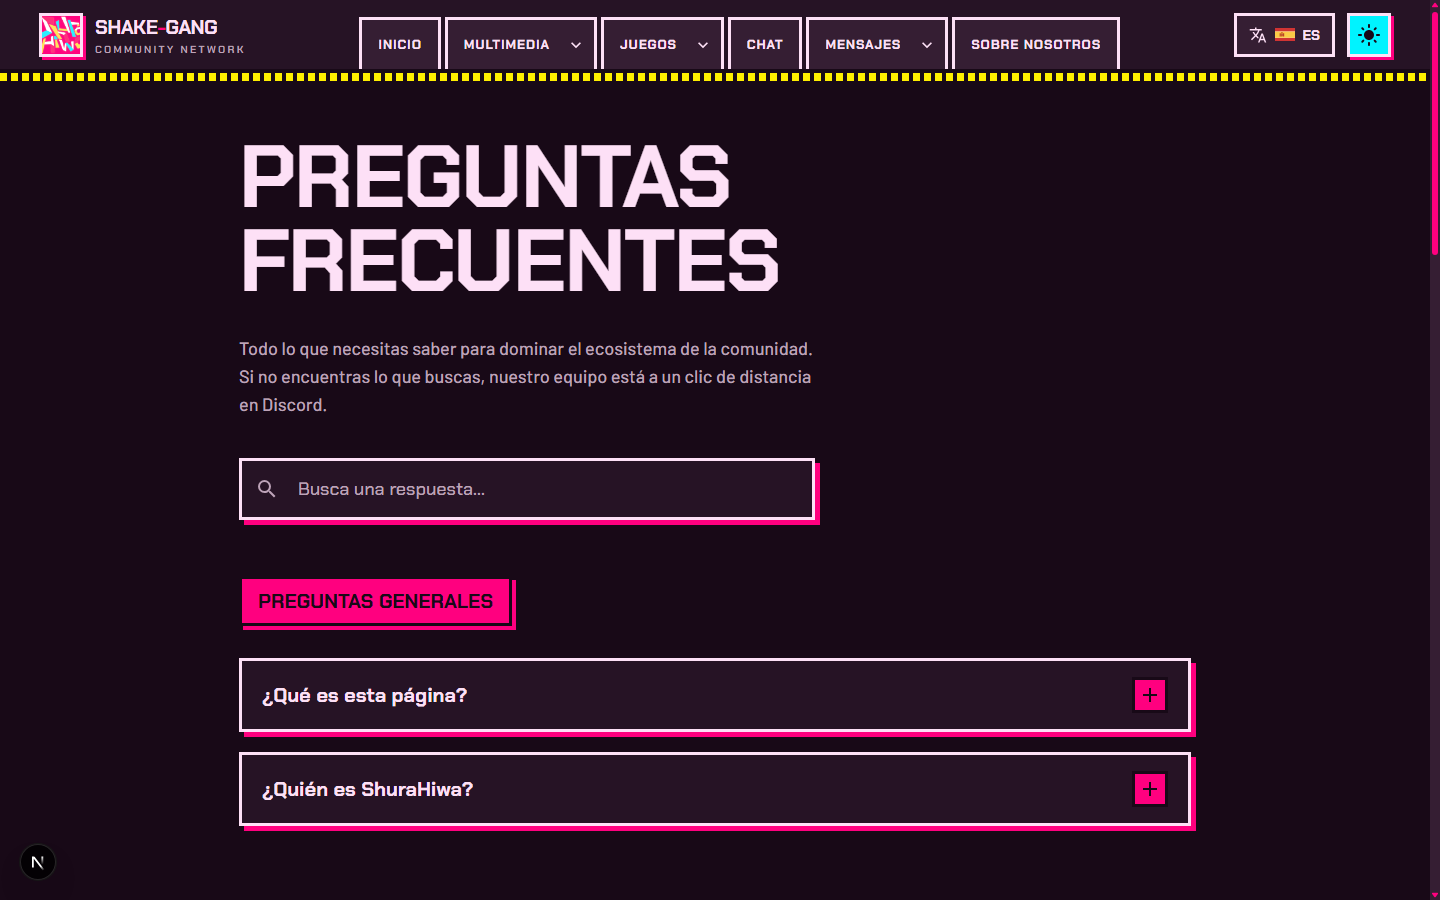 SHAKE-GANG
COMMUNITY NETWORK
INICIO
MULTIMEDIA
JUEGOS
CHAT
MENSAJES
SOBRE NOSOTROS
ES
PREGUNTAS
FRECUENTES
Todo lo que necesitas saber para dominar el ecosistema de la comunidad.
Si no encuentras lo que buscas, nuestro equipo está a un clic de distancia
en Discord.
Busca una respuesta...
PREGUNTAS GENERALES
¿Qué es esta página?
¿Quién es ShuraHiwa?
N